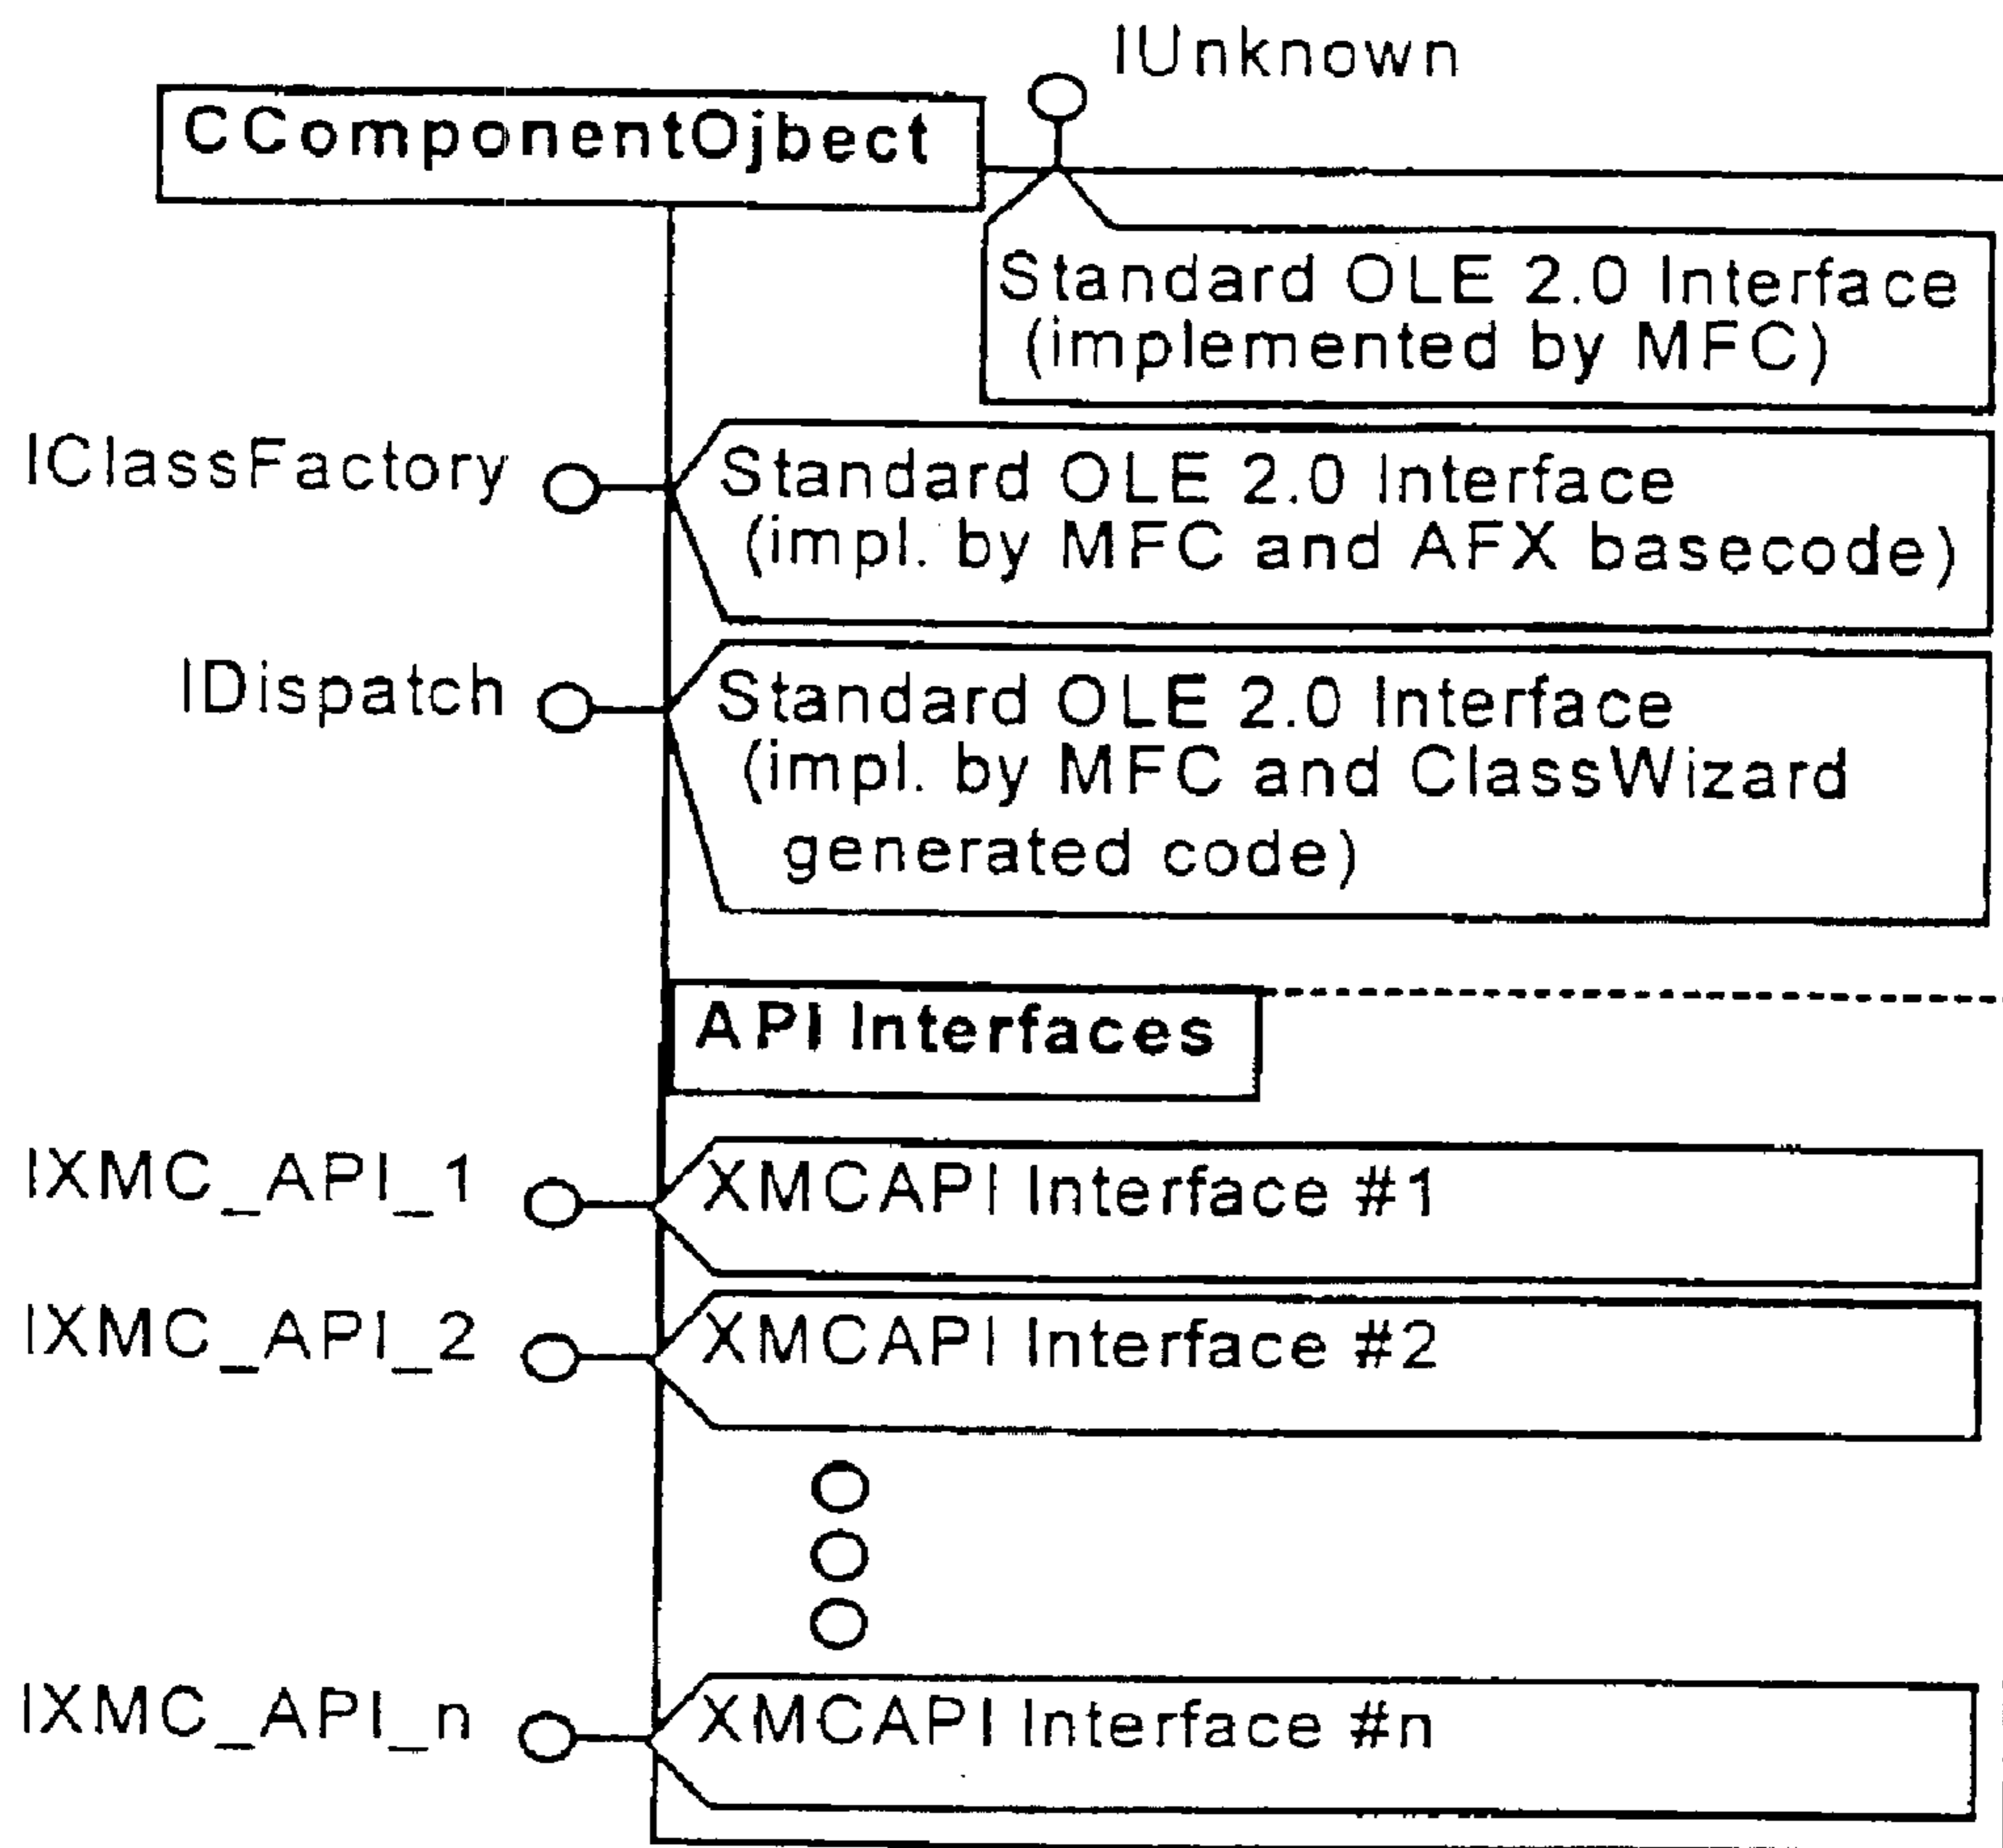 IUnknown
CComponentOjbect
Standard OLE 2.0 Interface
(implemented by MFC)
IClassFactory
Standard OLE 2.0 Interface
(impl. by MFC and AFX basecode)
IDispatch
Standard OLE 2.0 Interface
(impl. by MFC and ClassWizard
generated code)
API Interfaces
IXMC_API_1
XMCAPI Interface #1
IXMC_API_2
XMCAPI Interface #2
IXMC_API_n
XMCAPI Interface #n